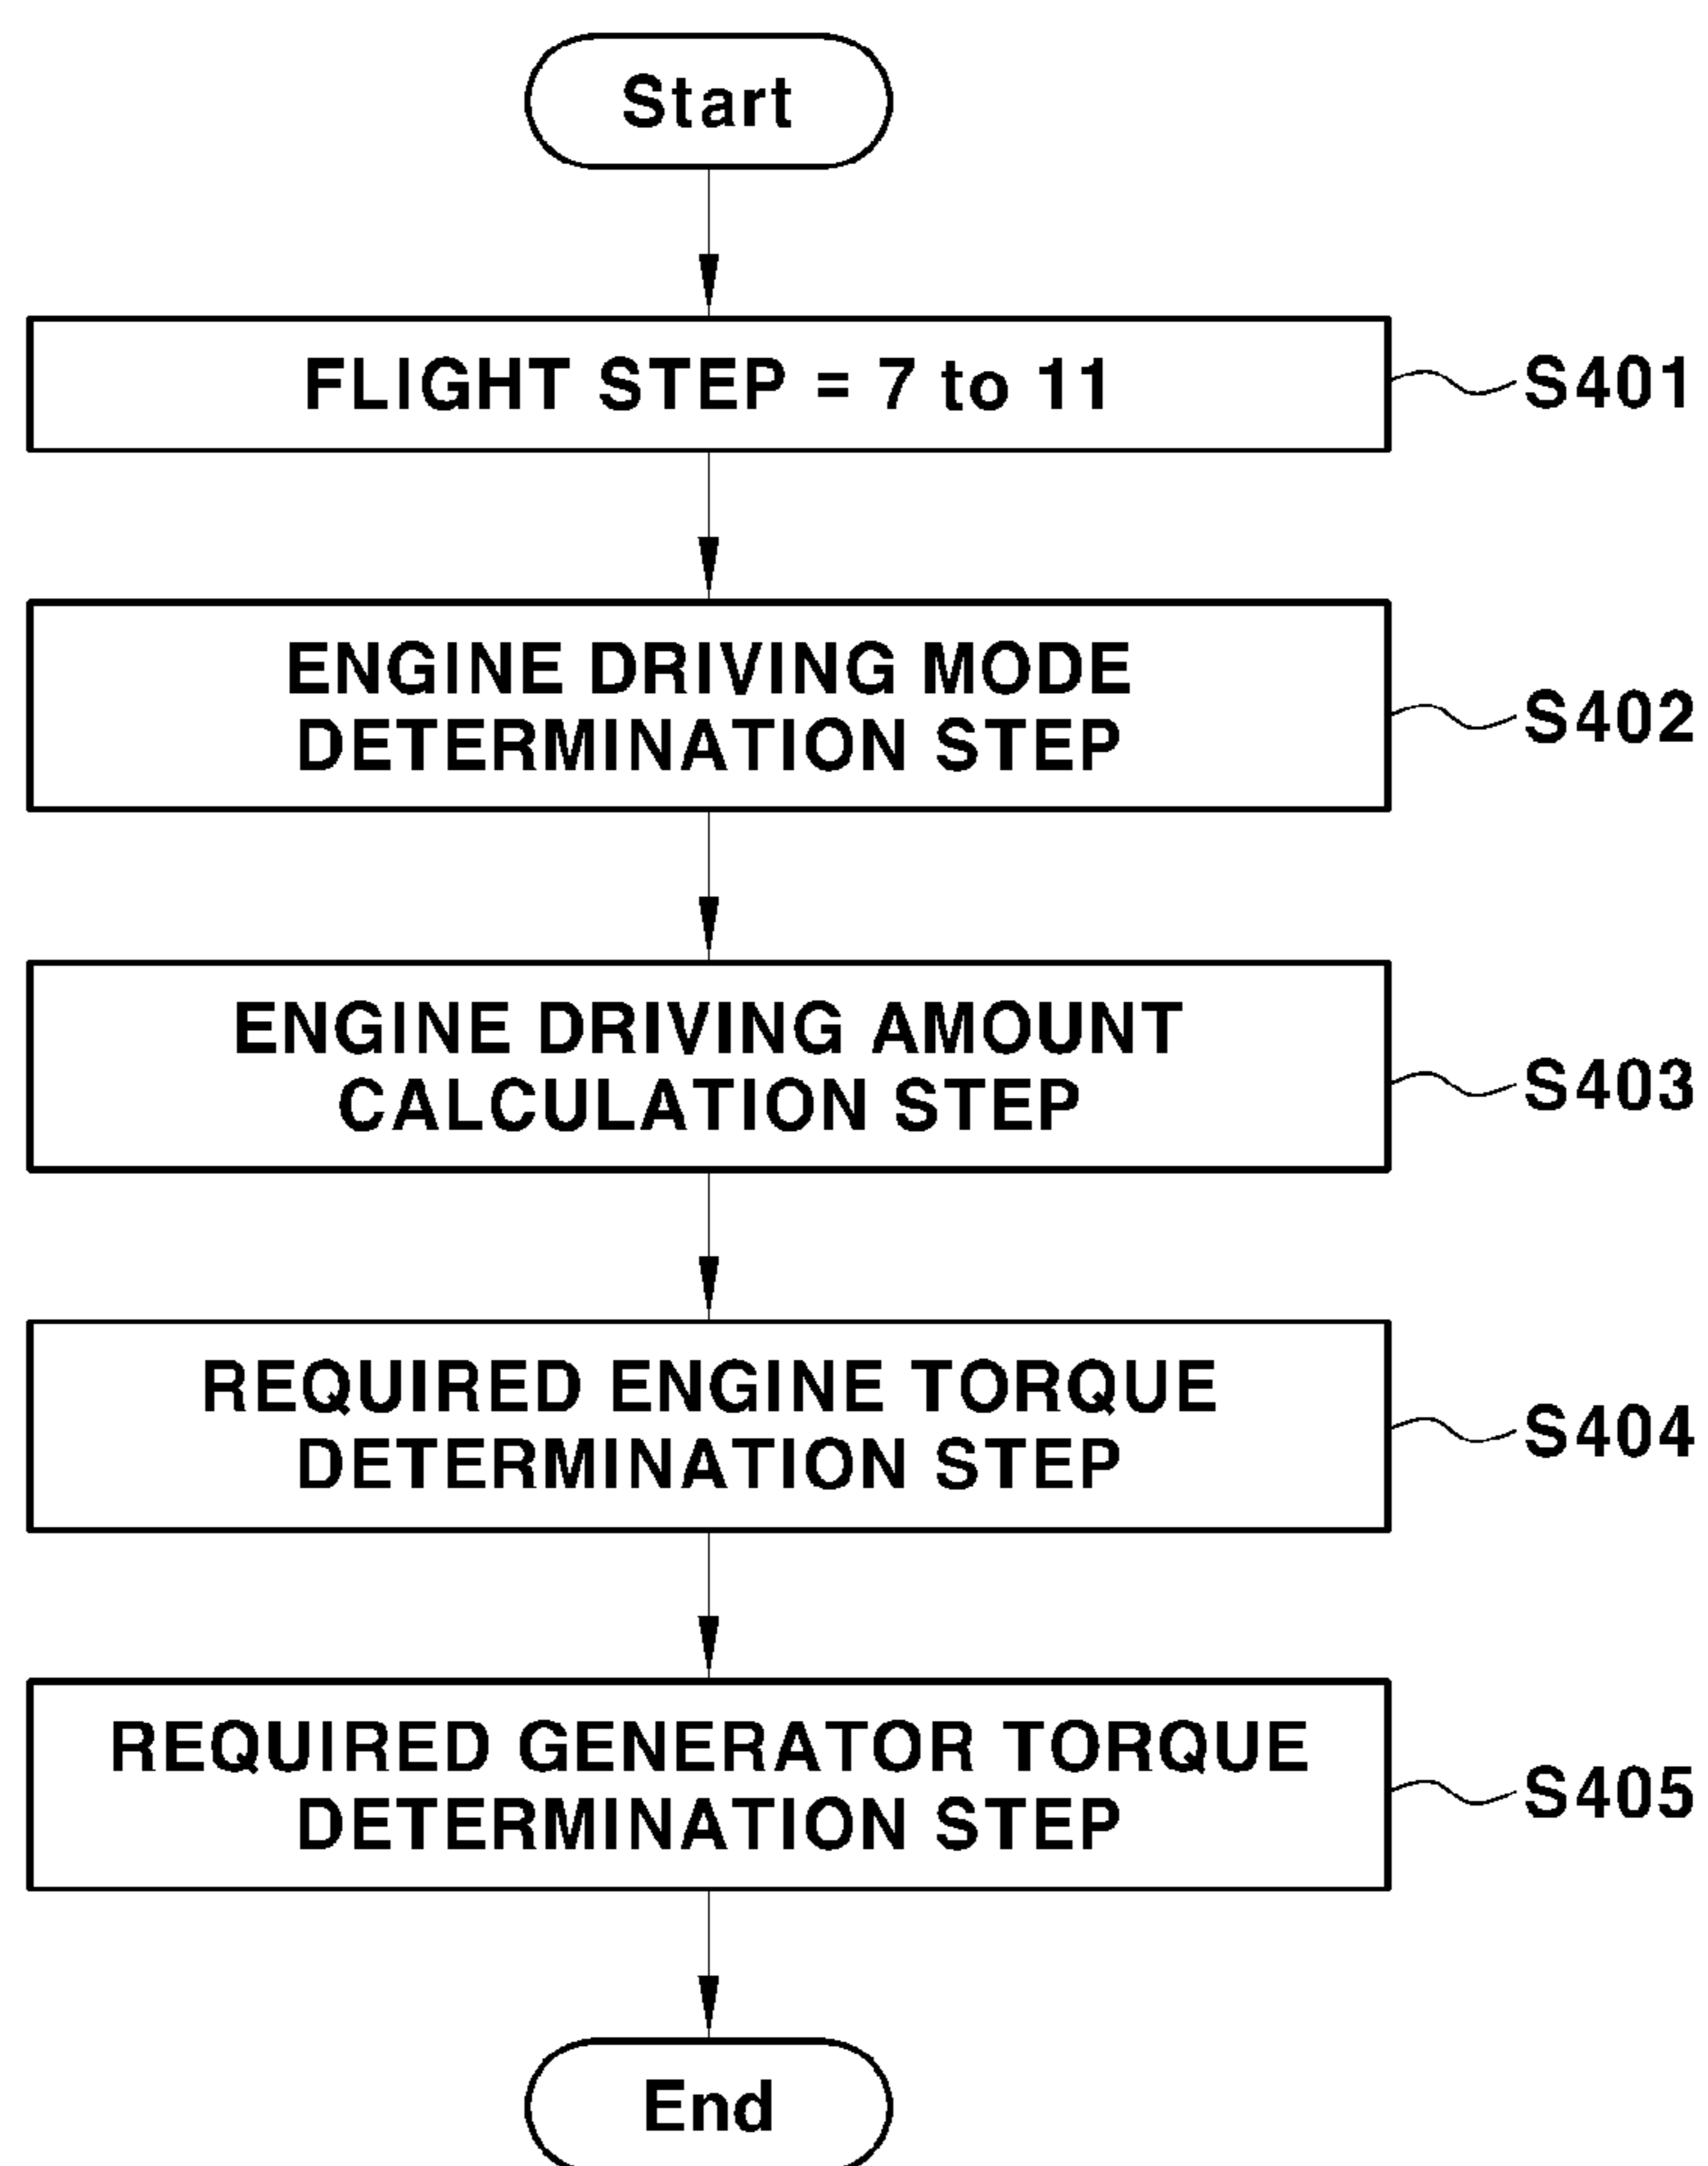 Start
FLIGHT STEP = 7 to 11
S401
ENGINE DRIVING MODE
DETERMINATION STEP
S402
ENGINE DRIVING AMOUNT
CALCULATION STEP
S403
REQUIRED ENGINE TORQUE
DETERMINATION STEP
S404
REQUIRED GENERATOR TORQUE
DETERMINATION STEP
S405
End